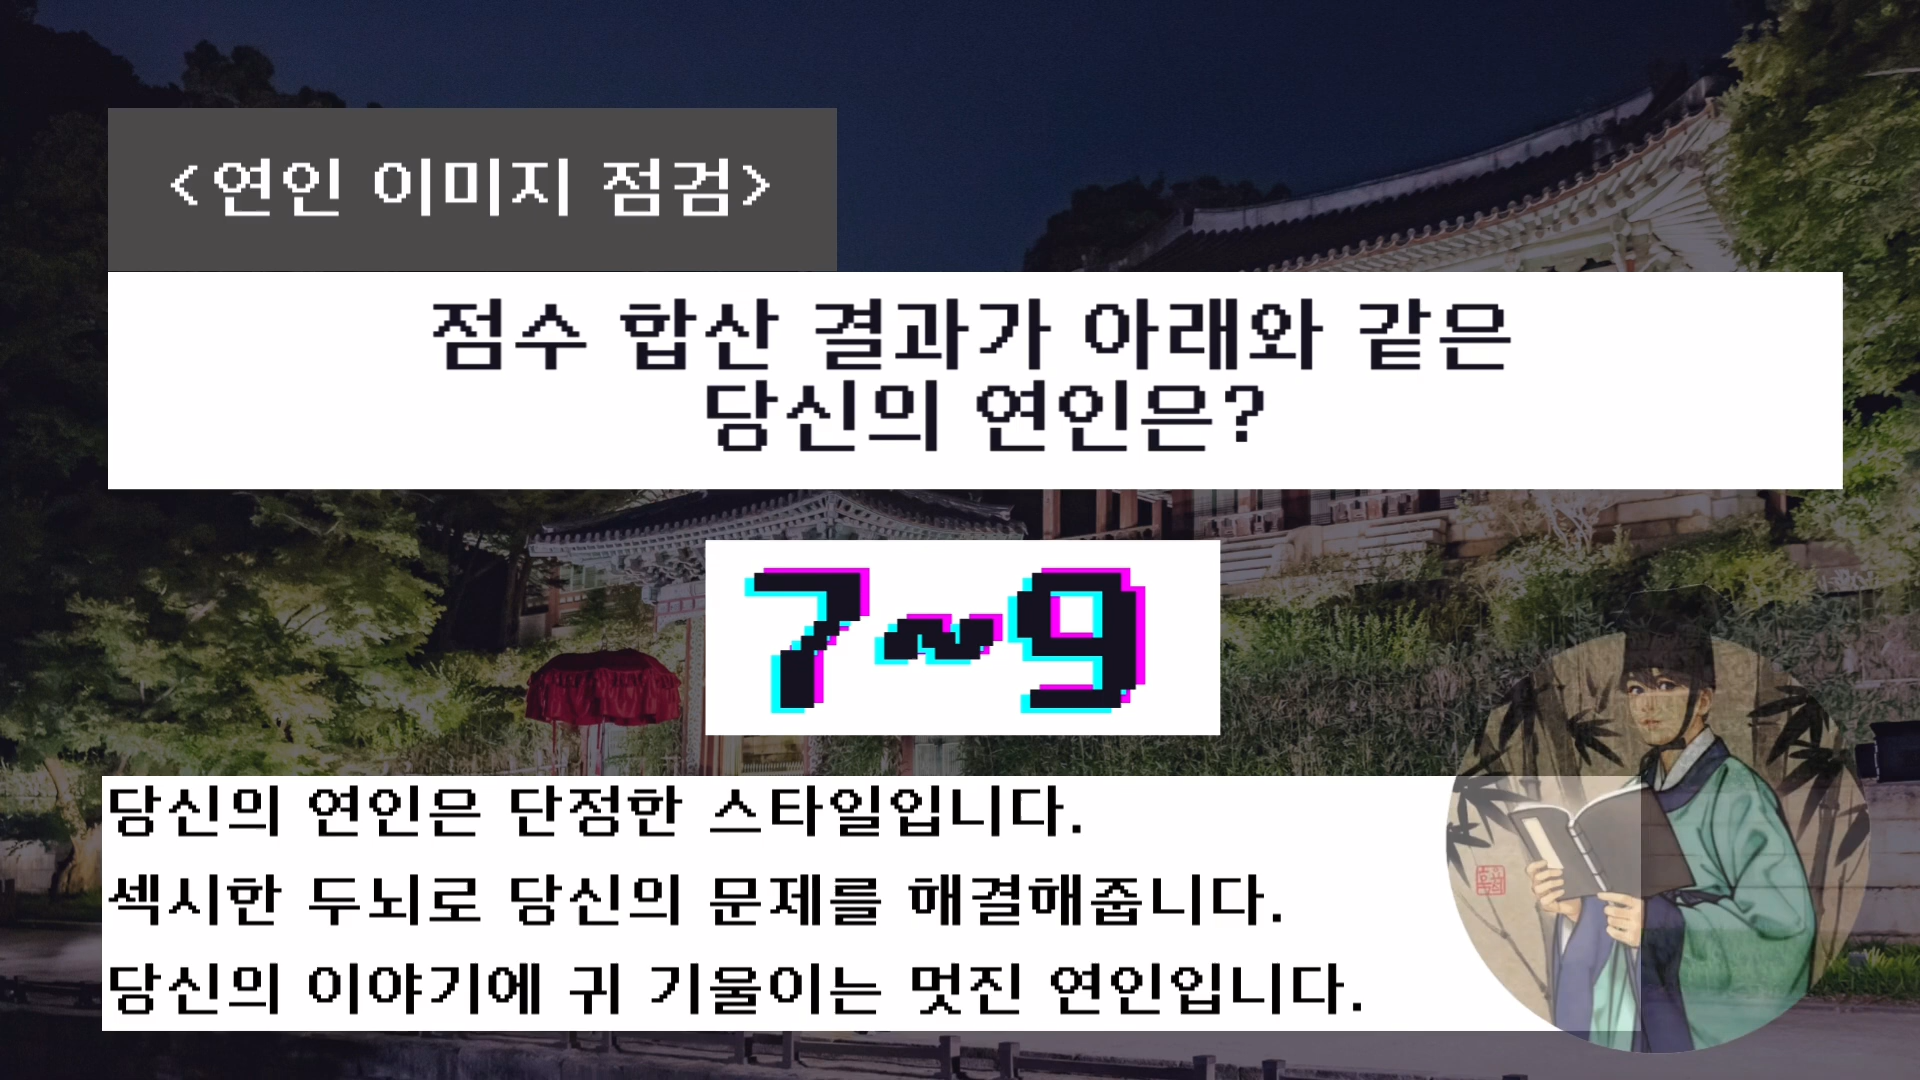 <연인 이미지 점검>
점수 합산 결과가 아래와 같은
당신의 연인은?
7~9
당신의 연인은 단정한 스타일입니다.
섹시한 두뇌로 당신의 문제를 해결해줍니다.
당신의 이야기에 귀 기울이는 멋진 연인입니다.